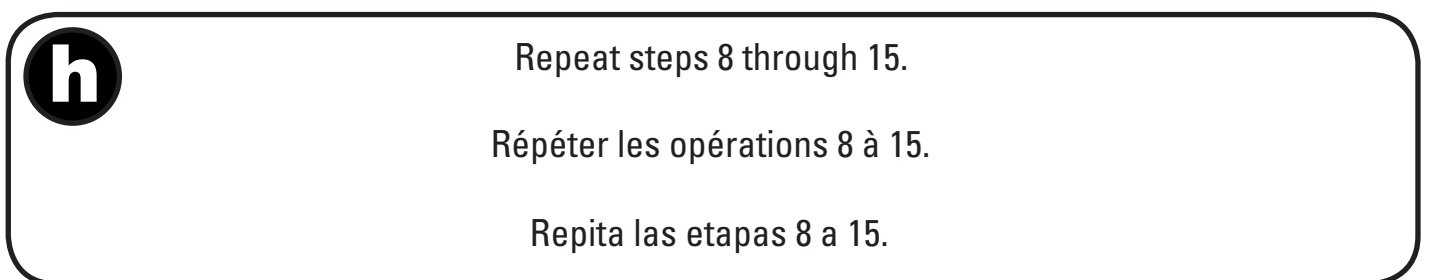 h
Repeat steps 8 through 15.
Répéter les opérations 8 à 15.
Repita las etapas 8 a 15.